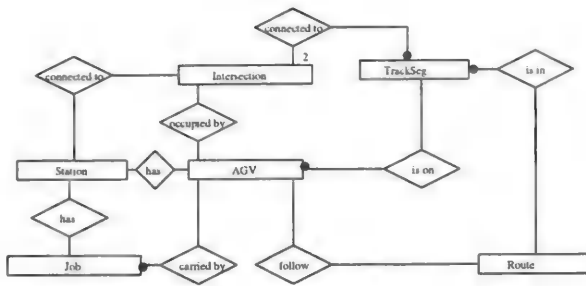 connected to
2
connected to
Intersection
TrackSeg
is in
occupied by
Station
has
AGV
is on
has
Job
carried by
follow
Route